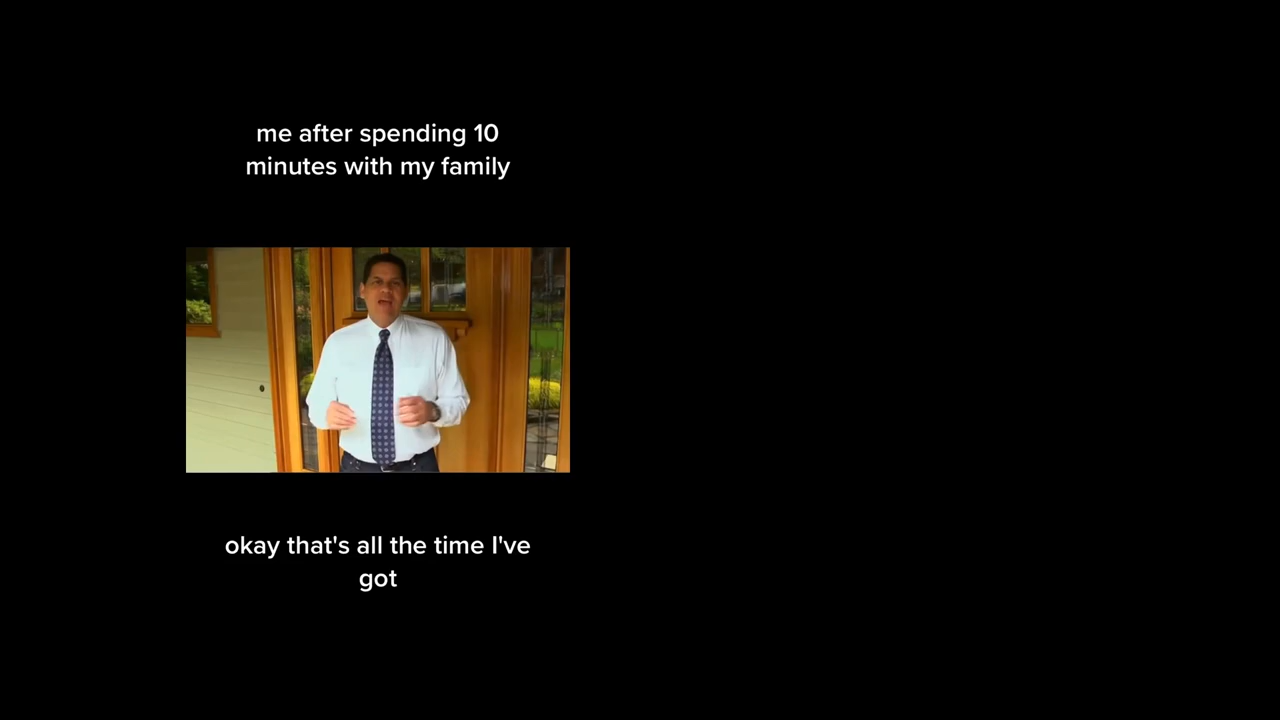 me after spending 10
minutes with my family
okay that's all the time I've
got